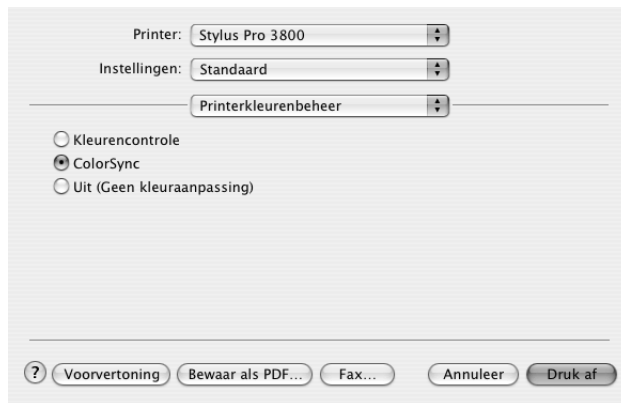 Printer: Stylus Pro 3800
Instellingen: Standaard
Printerkleurenbeheer
Kleurencontrole
ColorSync
Uit (Geen kleuraanpassing)
? Voorvertoning Bewaar als PDF... Fax... Annuleer Druk af